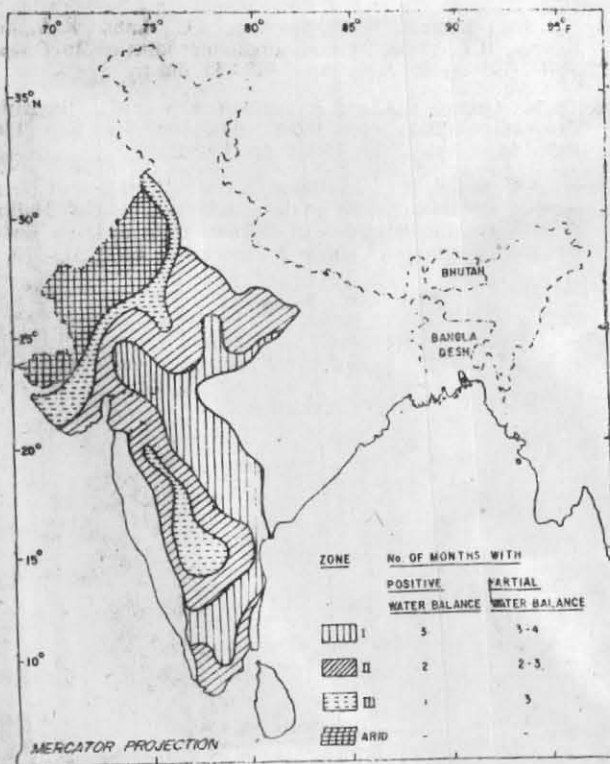 70° 75° 80° 85° 90° 95°F
35°N
30°
BHUTAN
25°
BANGLA
DESH
20°
15°
ZONE No. OF MONTHS WITH
POSITIVE PARTIAL
WATER BALANCE WATER BALANCE
I 3 3-4
10°
II 2 2-3
III 1 3
ARID - -
MERCATOR PROJECTION